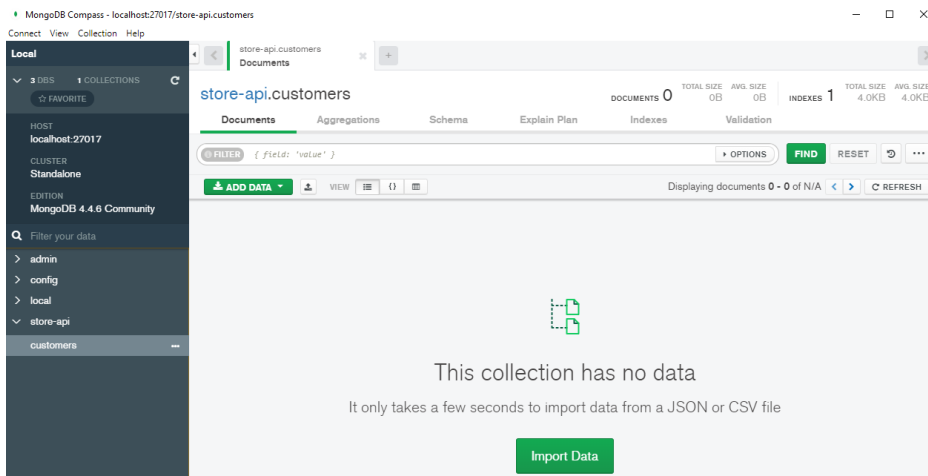 MongoDB Compass - localhost:27017/store-api.customers
Connect View Collection Help
Local
3 DBS 1 COLLECTIONS
FAVORITE
HOST
localhost:27017
CLUSTER
Standalone
EDITION
MongoDB 4.4.6 Community
Filter your data
admin
config
local
store-api
customers
store-api.customers
Documents
store-api.customers
DOCUMENTS 0 TOTAL SIZE 0B AVG. SIZE 0B INDEXES 1 TOTAL SIZE 4.0KB AVG. SIZE 4.0KB
Documents Aggregations Schema Explain Plan Indexes Validation
FILTER { field: 'value' } OPTIONS FIND RESET ...
ADD DATA VIEW {} Displaying documents 0 - 0 of N/A < > REFRESH
This collection has no data
It only takes a few seconds to import data from a JSON or CSV file
Import Data